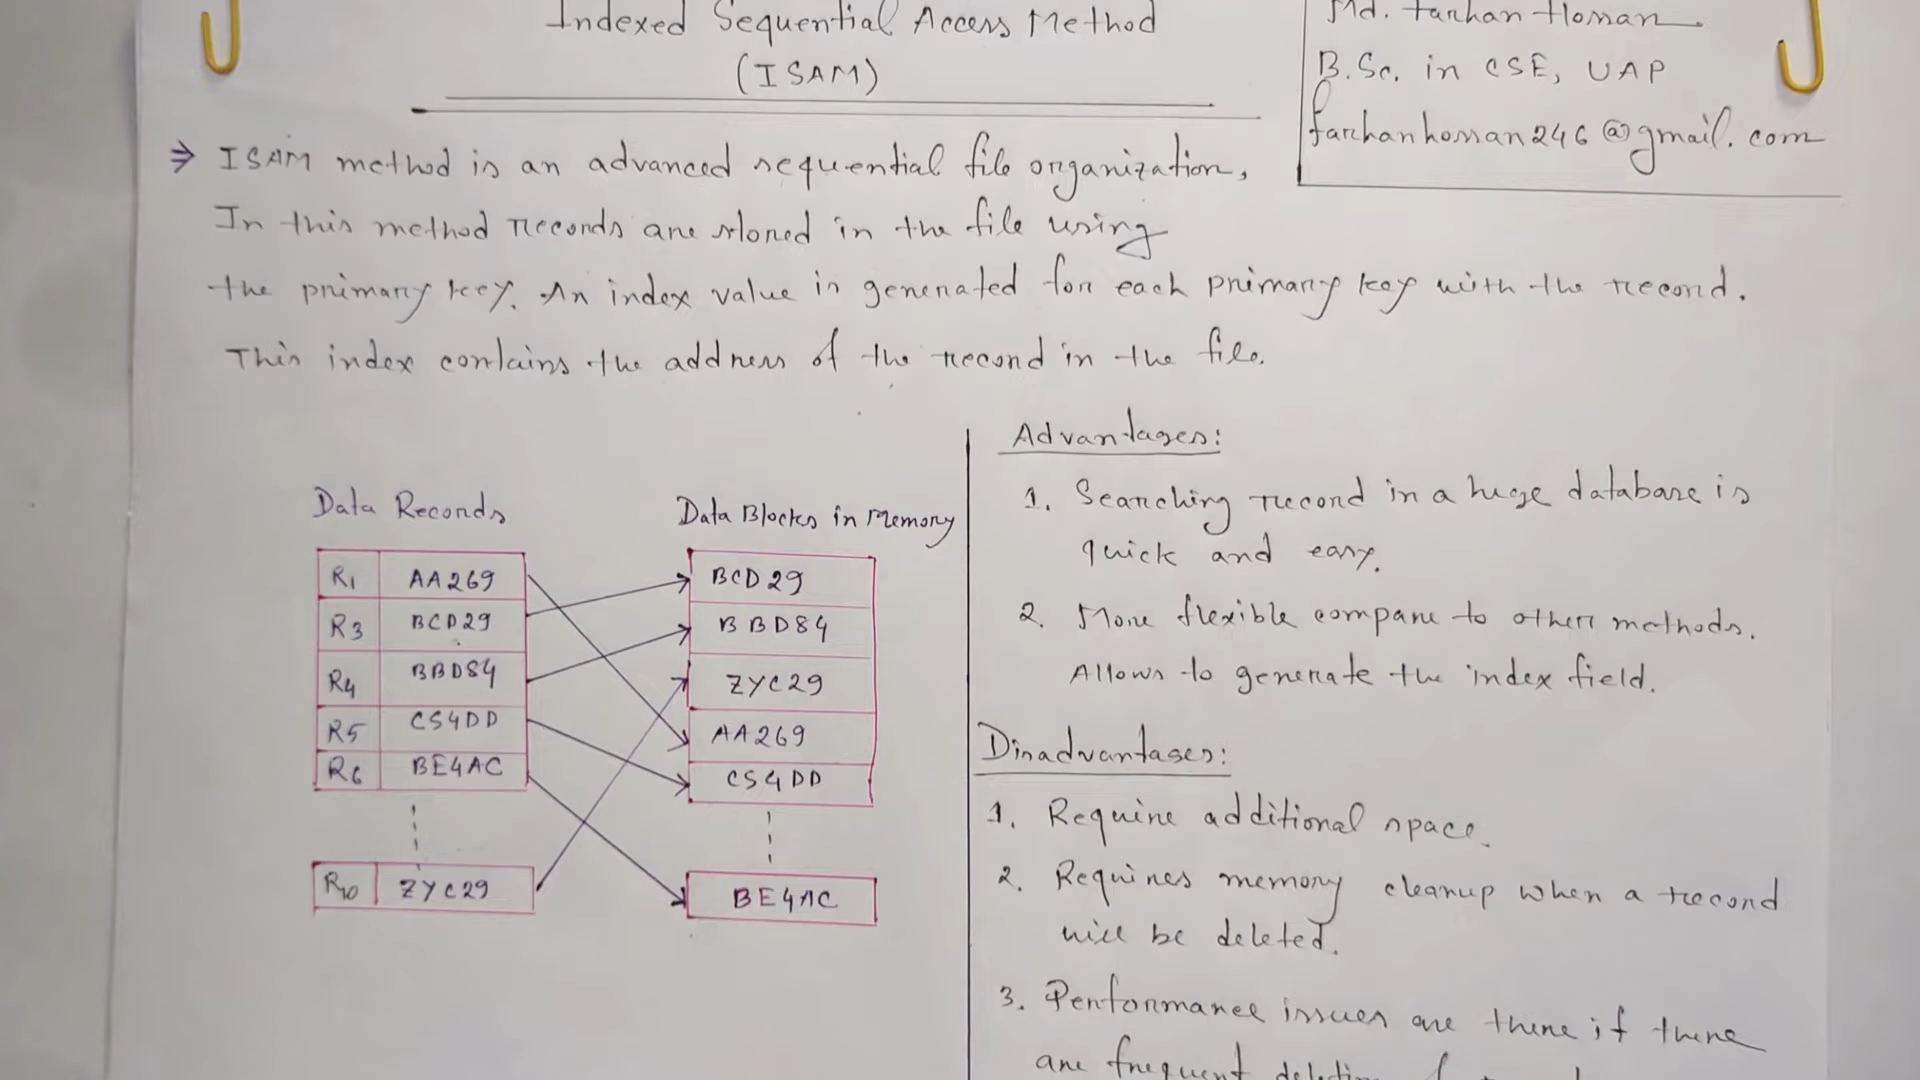 Indexed Sequential Access Method
(ISAM)
Md. Farhan Hossan
B.Sc. in CSE, UAP
farhanhossan246@gmail.com
⇒ ISAM method is an advanced sequential file organization,
In this method records are stored in the file using
the primary key. An index value is generated for each primary key with the record.
This index contains the address of the record in the file.
Data Records
R1 AA269
R3 BCD29
R4 BBD84
R5 CS4DD
R6 BE4AC
R10 ZYC29
Data Blocks in Memory
BCD29
BBD84
ZYC29
AA269
CS4DD
BE4AC
Advantages:
1. Searching record in a huge database is
quick and easy.
2. More flexible compare to other methods.
Allows to generate the index field.
Disadvantages:
1. Require additional space.
2. Requires memory cleanup when a record
will be deleted.
3. Performance issues are there if there
are frequent deletion of